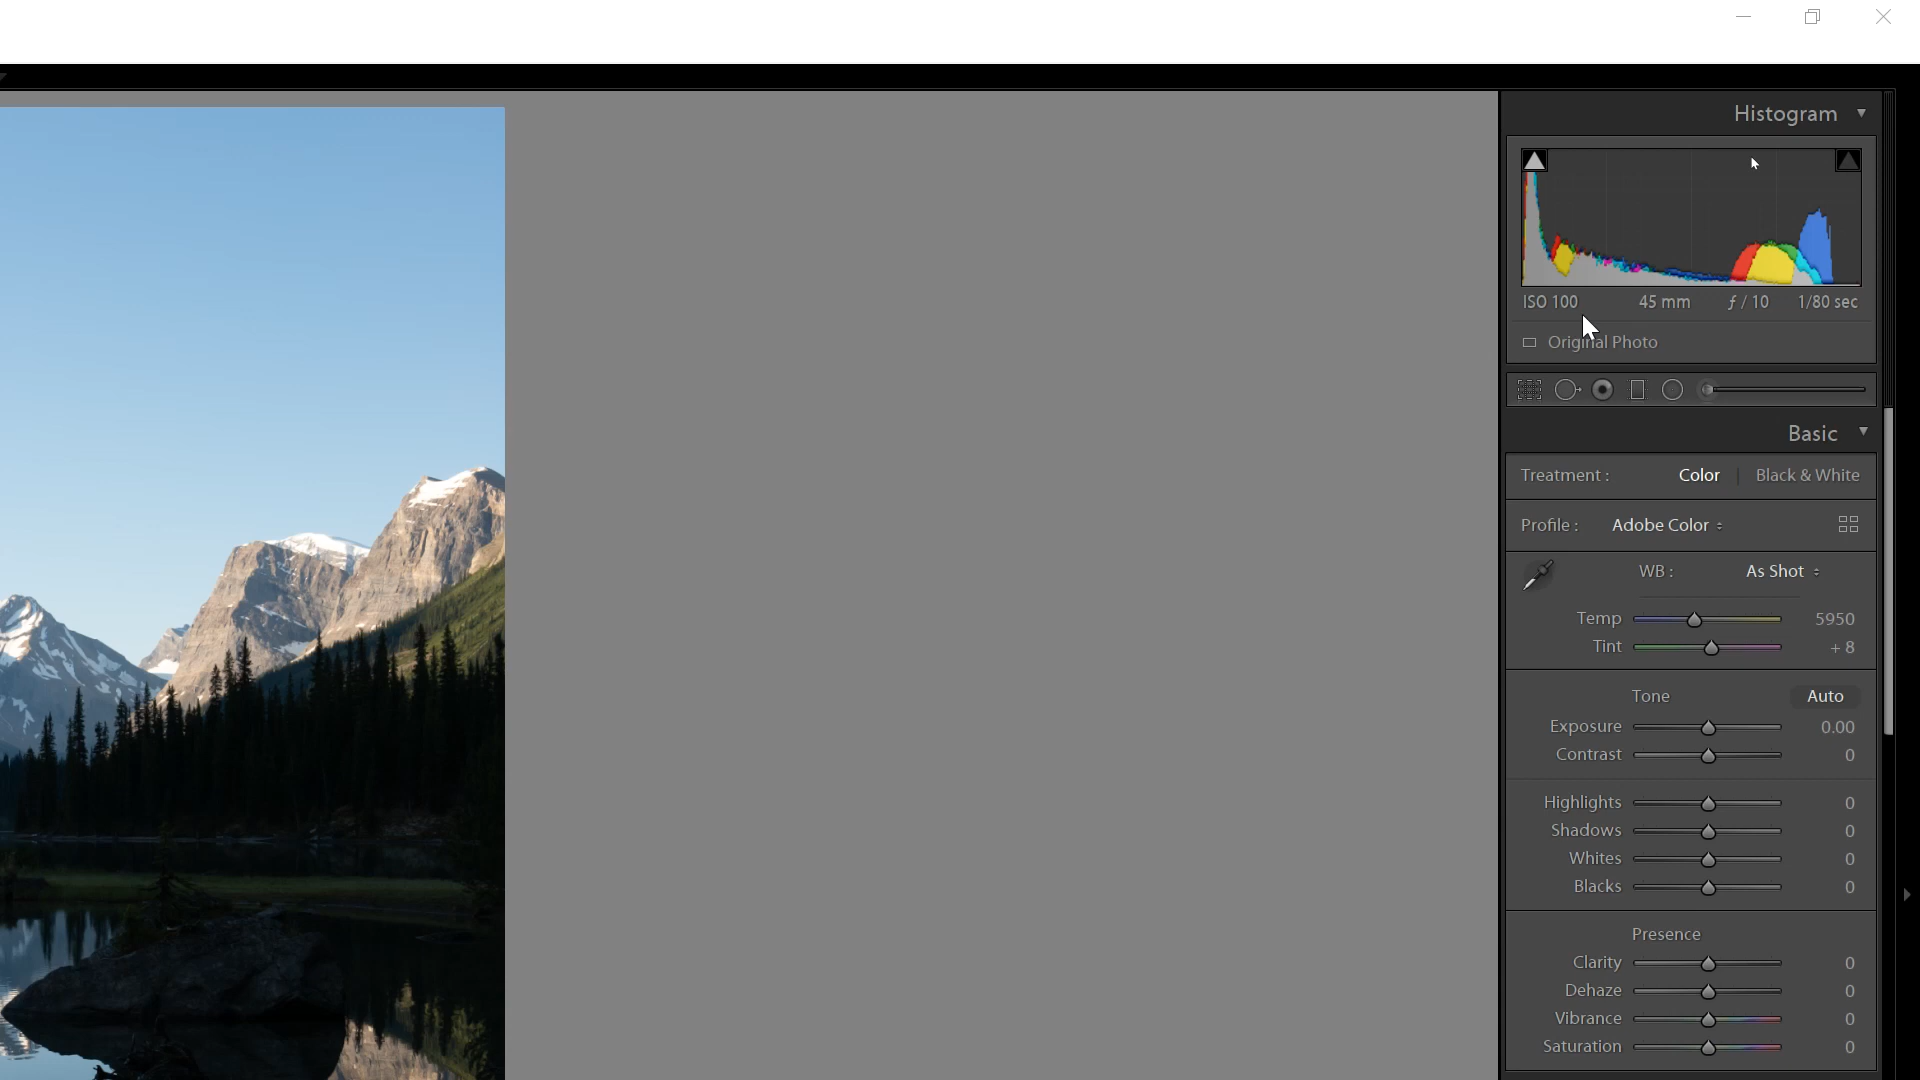 Histogram
ISO 100 45 mm ƒ / 10 1/80 sec
Original Photo
Basic
Treatment : Color Black & White
Profile : Adobe Color
WB : As Shot
Temp 5950
Tint + 8
Tone Auto
Exposure 0.00
Contrast 0
Highlights 0
Shadows 0
Whites 0
Blacks 0
Presence
Clarity 0
Dehaze 0
Vibrance 0
Saturation 0